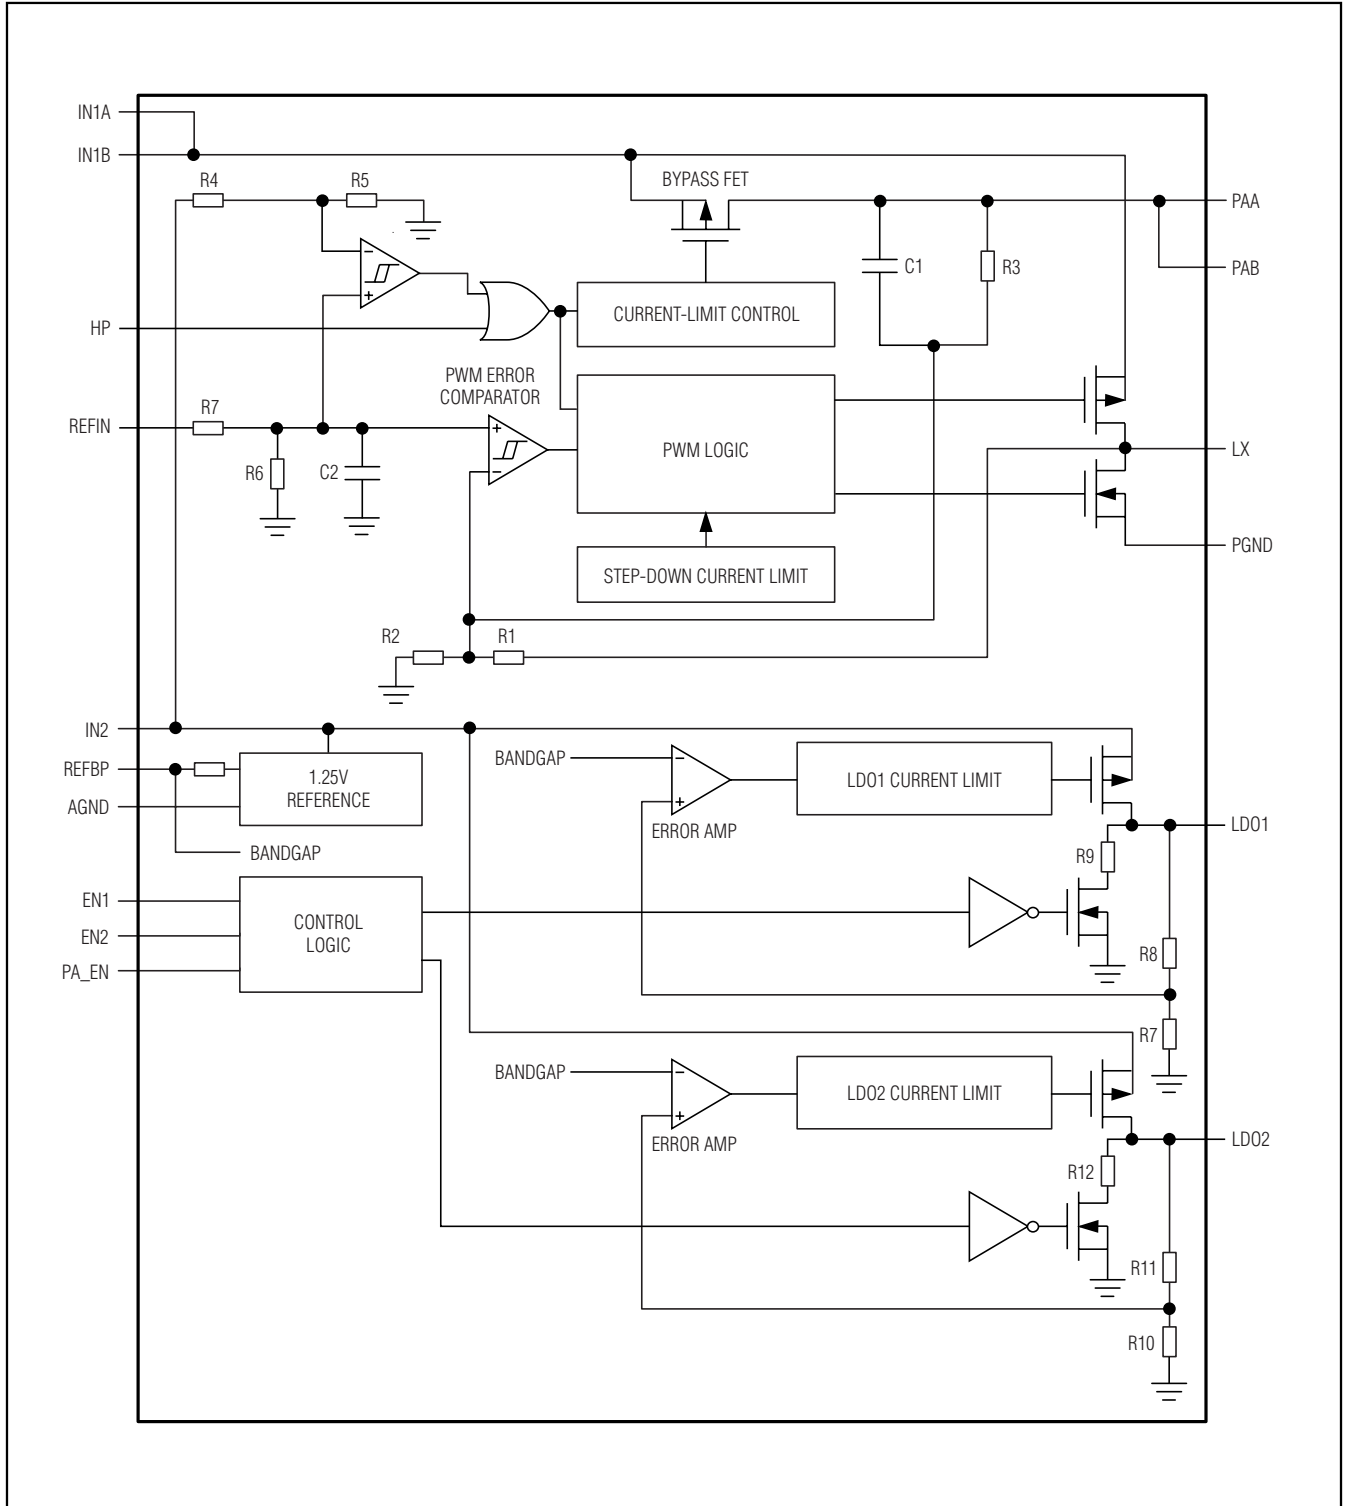 IN1A
IN1B
R4
R5
BYPASS FET
PAA
PAB
C1
R3
−
+
HP
CURRENT-LIMIT CONTROL
PWM ERROR
COMPARATOR
REFIN
R7
+
−
PWM LOGIC
LX
R6
C2
PGND
STEP-DOWN CURRENT LIMIT
R2
R1
IN2
REFBP
AGND
1.25V
REFERENCE
BANDGAP
BANDGAP
−
+
ERROR AMP
LDO1 CURRENT LIMIT
LDO1
R9
EN1
EN2
PA_EN
CONTROL
LOGIC
R8
R7
BANDGAP
−
+
ERROR AMP
LDO2 CURRENT LIMIT
LDO2
R12
R11
R10